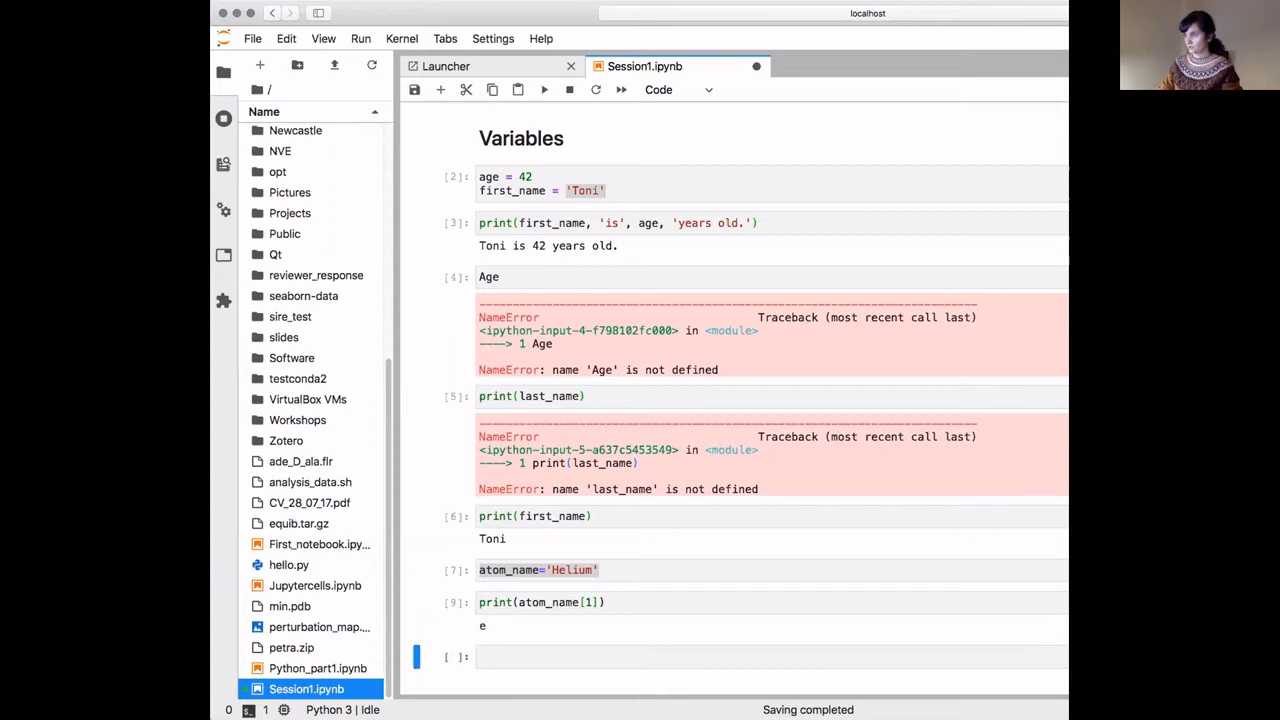 localhost
File Edit View Run Kernel Tabs Settings Help
Launcher
Session1.ipynb
/
Code
Name
Newcastle
NVE
opt
Pictures
Projects
Public
Qt
reviewer_response
seaborn-data
sire_test
slides
Software
testconda2
VirtualBox VMs
Workshops
Zotero
ade_D_ala.flr
analysis_data.sh
CV_28_07_17.pdf
equib.tar.gz
First_notebook.ipy...
hello.py
Jupytercells.ipynb
min.pdb
perturbation_map....
petra.zip
Python_part1.ipynb
Session1.ipynb
Variables
[2]: age = 42
first_name = 'Toni'
[3]: print(first_name, 'is', age, 'years old.')
Toni is 42 years old.
[4]: Age
---------------------------------------------------------------------------
NameError Traceback (most recent call last)
<ipython-input-4-f798102fc000> in <module>
----> 1 Age
NameError: name 'Age' is not defined
[5]: print(last_name)
---------------------------------------------------------------------------
NameError Traceback (most recent call last)
<ipython-input-5-a637c5453549> in <module>
----> 1 print(last_name)
NameError: name 'last_name' is not defined
[6]: print(first_name)
Toni
[7]: atom_name='Helium'
[9]: print(atom_name[1])
e
[ ]:
0 1 Python 3 | Idle Saving completed